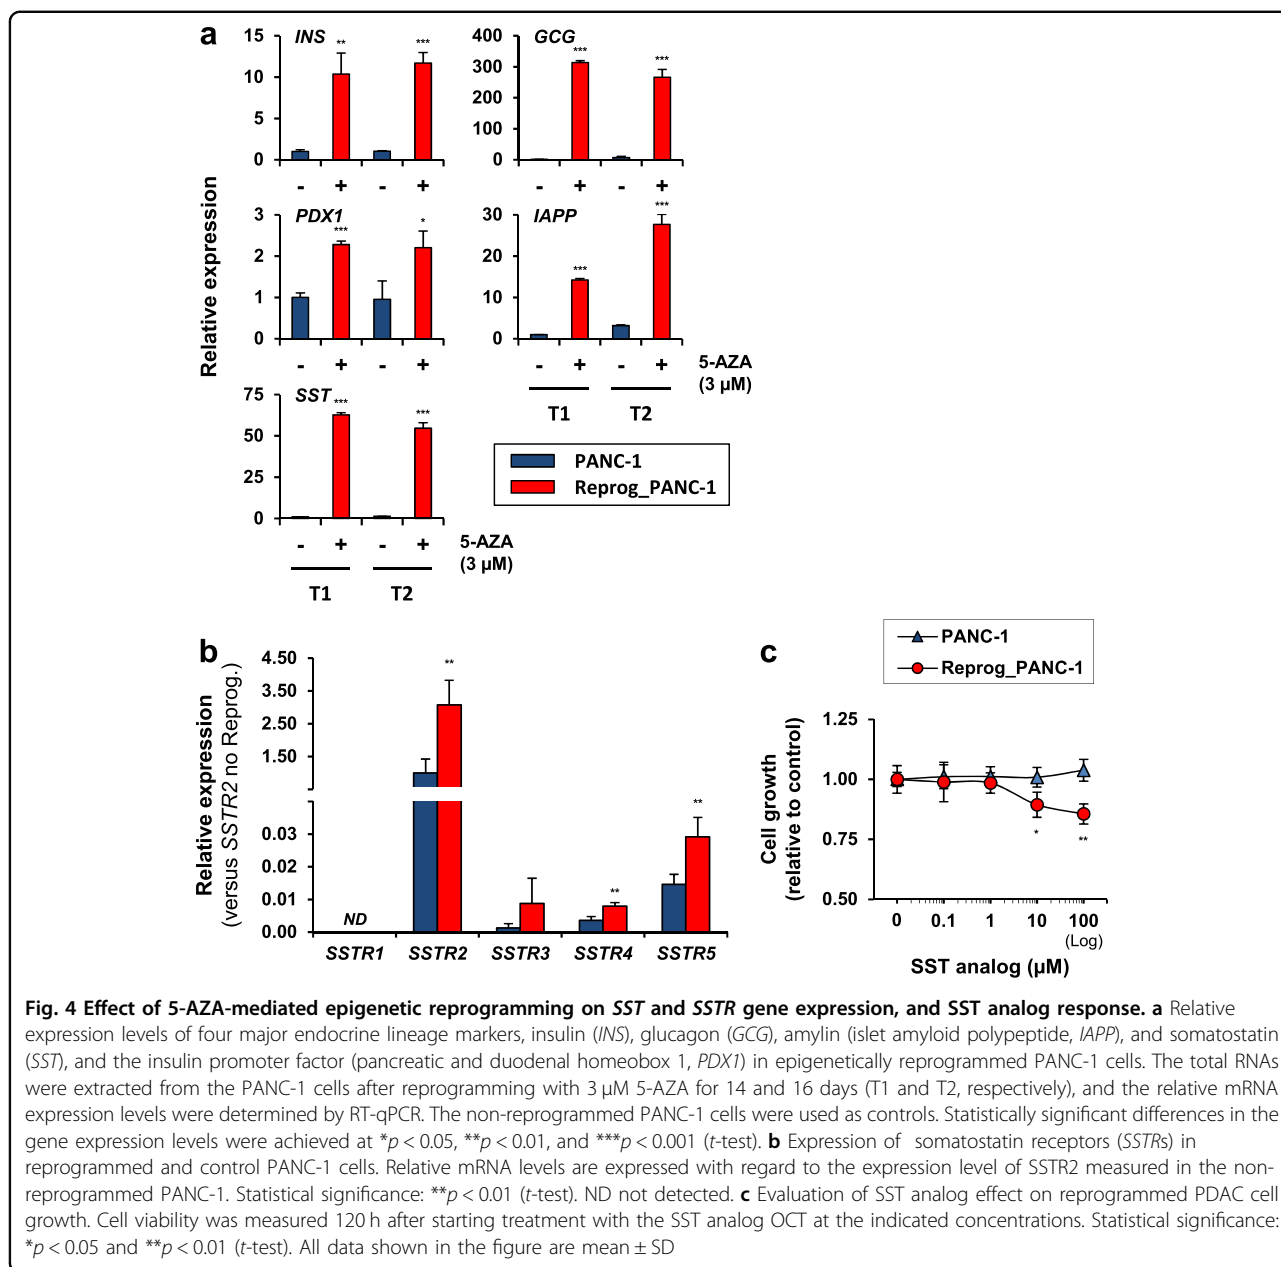 a
INS
15
10
5
0
**
***
- + - +
GCG
400
300
200
100
0
***
***
- + - +
Relative expression
PDX1
3
2
1
0
***
*
- + - +
IAPP
30
20
10
0
***
***
- + - +
5-AZA
(3 µM)
T1 T2
SST
75
50
25
0
***
***
- + - +
5-AZA
(3 µM)
T1 T2
PANC-1
Reprog_PANC-1
b
Relative expression
(versus SSTR2 no Reprog.)
4.50
3.50
2.50
1.50
0.03
0.01
0.01
0.00
ND
**
**
**
SSTR1 SSTR2 SSTR3 SSTR4 SSTR5
c
PANC-1
Reprog_PANC-1
Cell growth
(relative to control)
1.25
1.00
0.75
0.50
*
**
0 0.1 1 10 100
(Log)
SST analog (µM)
Fig. 4 Effect of 5-AZA-mediated epigenetic reprogramming on SST and SSTR gene expression, and SST analog response. a Relative
expression levels of four major endocrine lineage markers, insulin (INS), glucagon (GCG), amylin (islet amyloid polypeptide, IAPP), and somatostatin
(SST), and the insulin promoter factor (pancreatic and duodenal homeobox 1, PDX1) in epigenetically reprogrammed PANC-1 cells. The total RNAs
were extracted from the PANC-1 cells after reprogramming with 3 µM 5-AZA for 14 and 16 days (T1 and T2, respectively), and the relative mRNA
expression levels were determined by RT-qPCR. The non-reprogrammed PANC-1 cells were used as controls. Statistically significant differences in the
gene expression levels were achieved at *p < 0.05, **p < 0.01, and ***p < 0.001 (t-test). b Expression of somatostatin receptors (SSTRs) in
reprogrammed and control PANC-1 cells. Relative mRNA levels are expressed with regard to the expression level of SSTR2 measured in the non-
reprogrammed PANC-1. Statistical significance: **p < 0.01 (t-test). ND not detected. c Evaluation of SST analog effect on reprogrammed PDAC cell
growth. Cell viability was measured 120 h after starting treatment with the SST analog OCT at the indicated concentrations. Statistical significance:
*p < 0.05 and **p < 0.01 (t-test). All data shown in the figure are mean ± SD